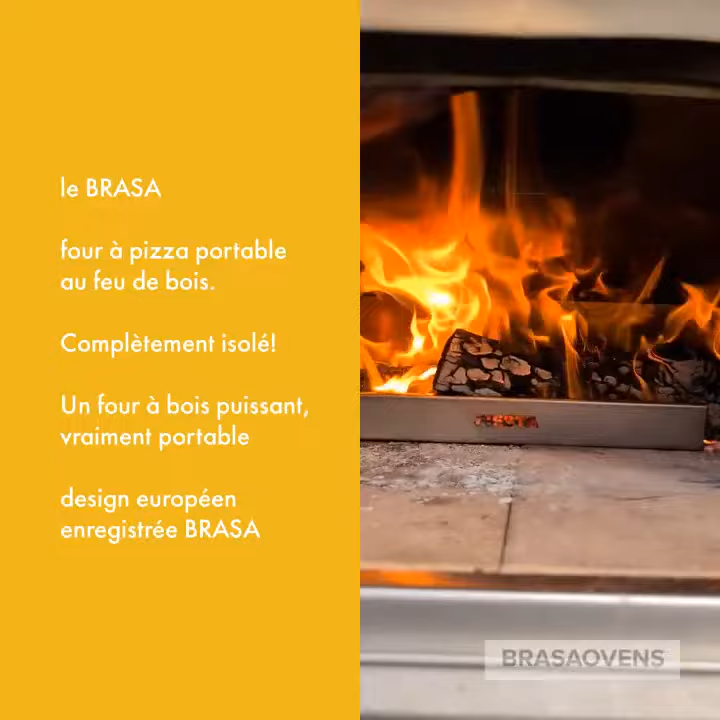 le BRASA
four à pizza portable
au feu de bois.
Complètement isolé!
Un four à bois puissant,
vraiment portable
design européen
enregistrée BRASA
BRASAOVENS